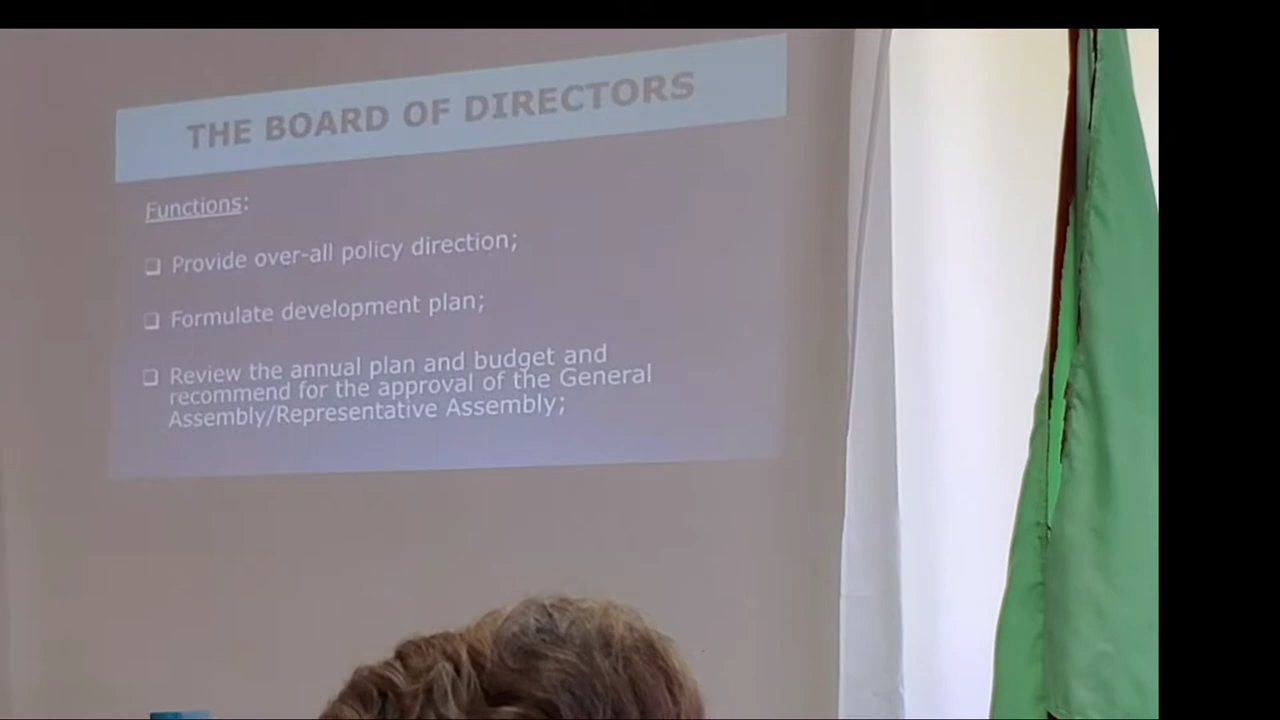 THE BOARD OF DIRECTORS
Functions:
❑ Provide over-all policy direction;
❑ Formulate development plan;
❑ Review the annual plan and budget and
recommend for the approval of the General
Assembly/Representative Assembly;